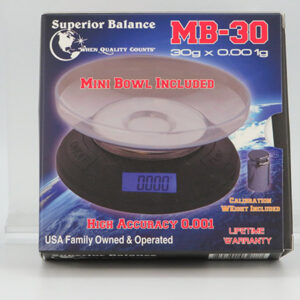 Superior Balance
WHEN QUALITY COUNTS
MB-30
30g x 0.001g
MINI BOWL INCLUDED
0000
CALIBRATION
WEIGHT INCLUDED
HIGH ACCURACY 0.001
LIFETIME
WARRANTY
USA Family Owned & Operated